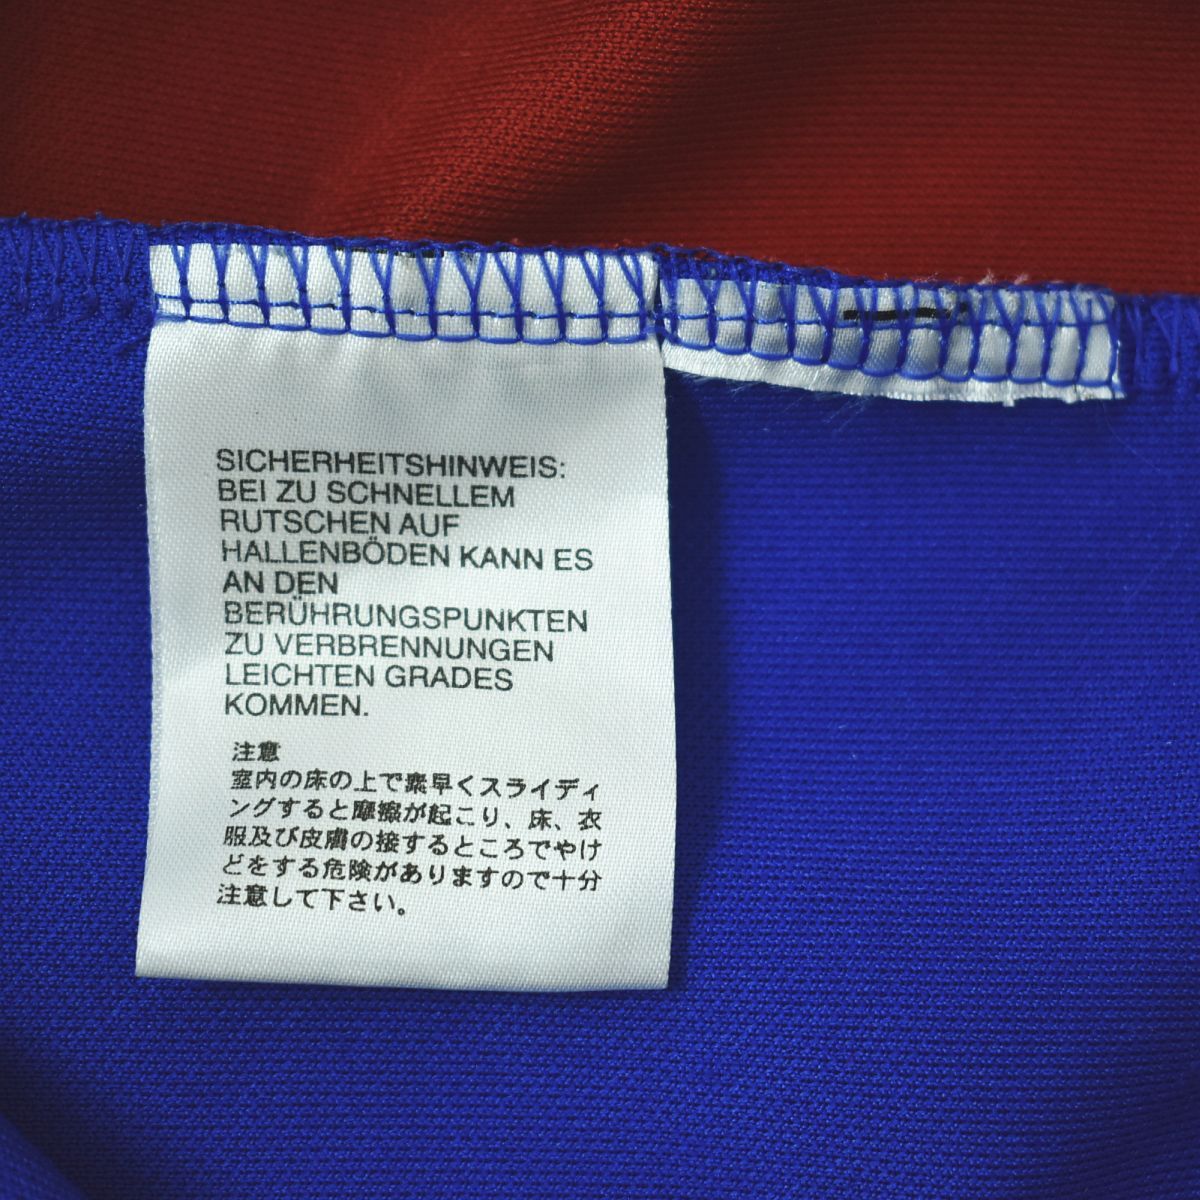 SICHERHEITSHINWEIS:
BEI ZU SCHNELLEM
RUTSCHEN AUF
HALLENBÖDEN KANN ES
AN DEN
BERÜHRUNGSPUNKTEN
ZU VERBRENNUNGEN
LEICHTEN GRADES
KOMMEN.
注意
室内の床の上で素早くスライディ
ングすると摩擦が起こり、床、衣
服及び皮膚の接するところでやけ
どをする危険がありますので十分
注意して下さい。